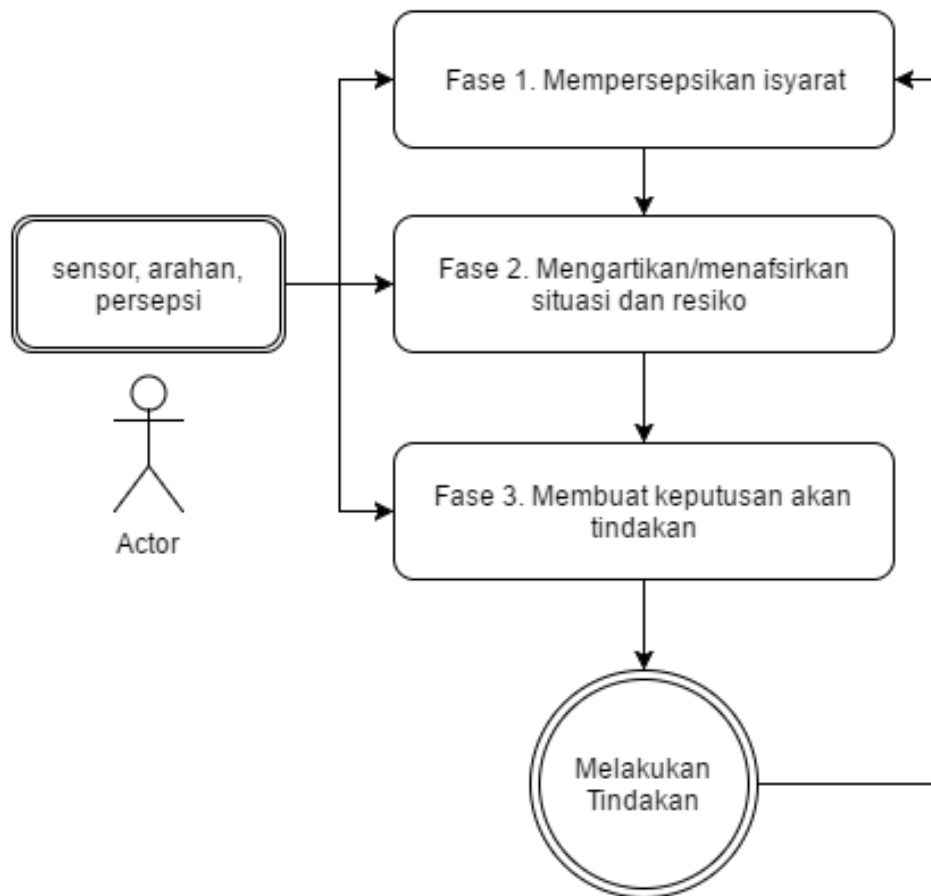 Fase 1. Mempersepsikan isyarat
sensor, arahan,
persepsi
Fase 2. Mengartikan/menafsirkan
situasi dan resiko
Actor
Fase 3. Membuat keputusan akan
tindakan
Melakukan
Tindakan